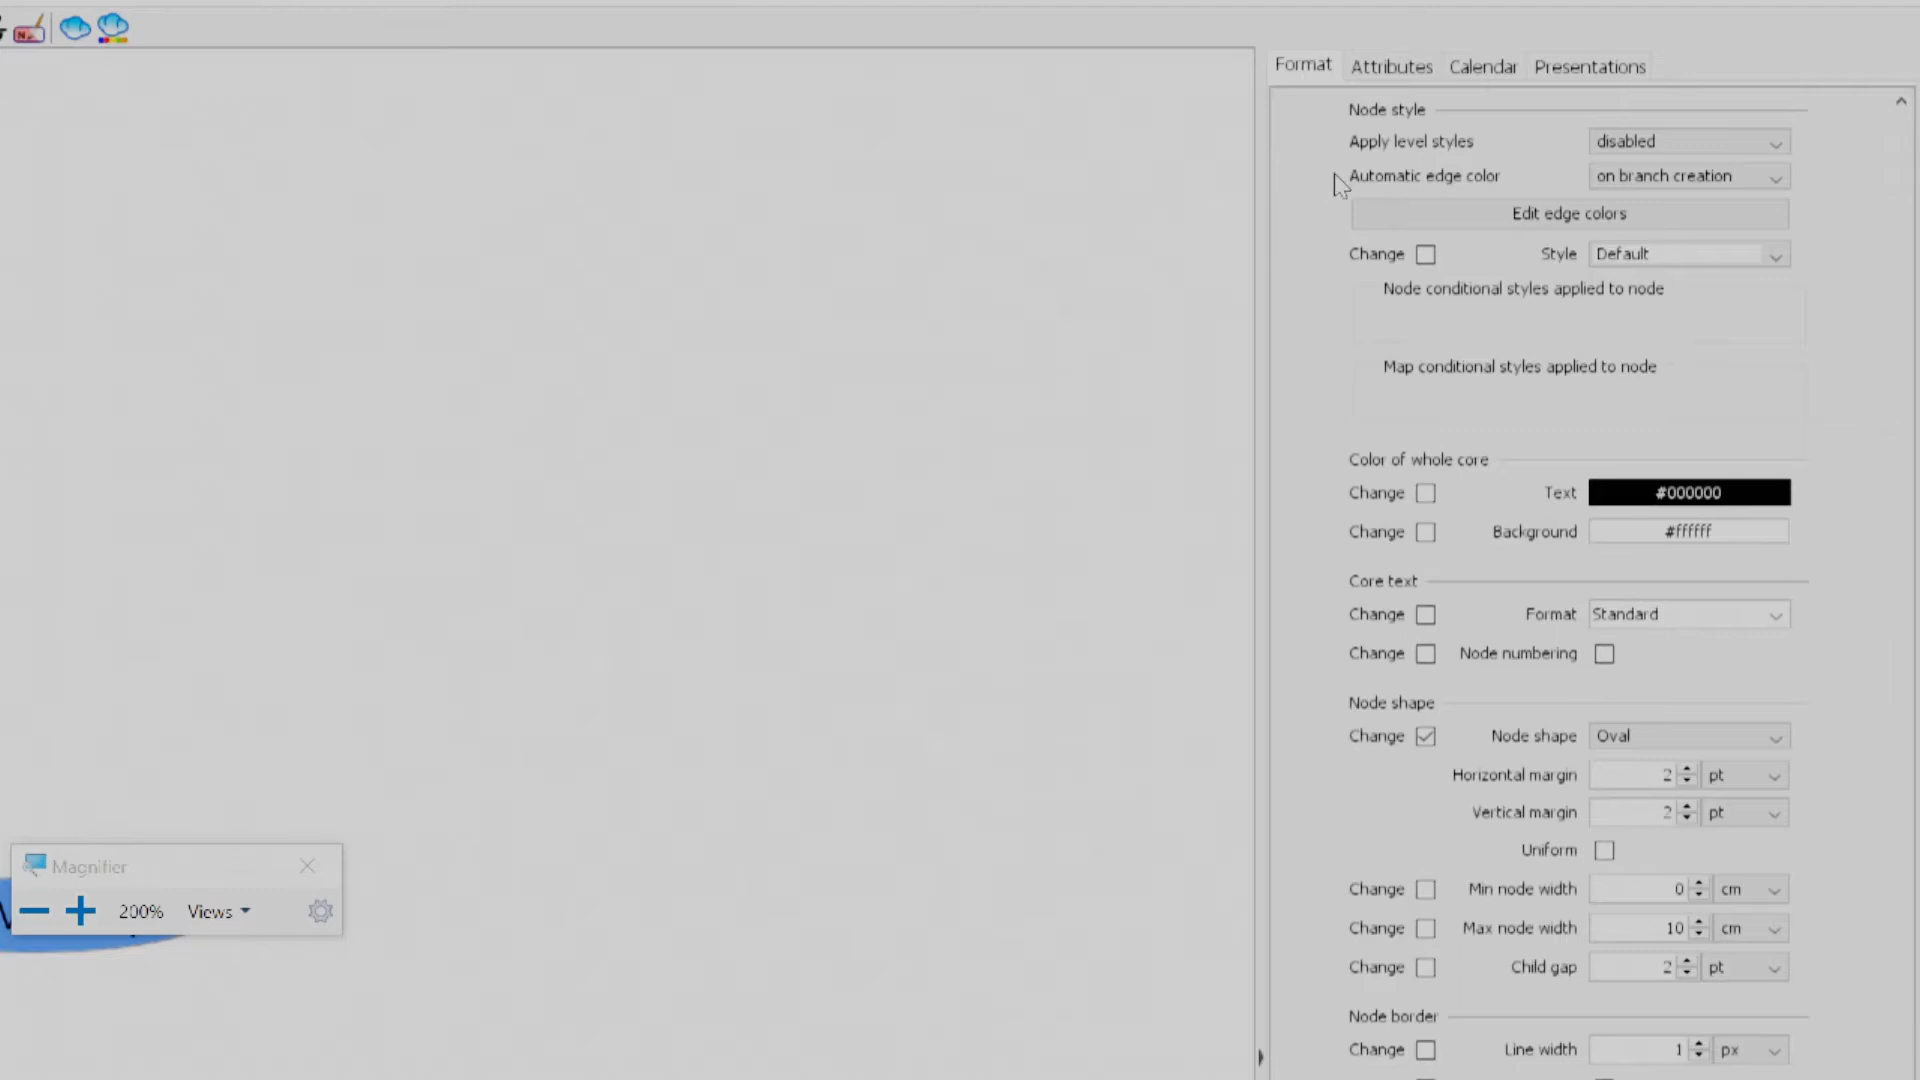 Format Attributes Calendar Presentations
Node style
Apply level styles disabled
Automatic edge color on branch creation
Edit edge colors
Change Style Default
Node conditional styles applied to node
Map conditional styles applied to node
Color of whole core
Change Text #000000
Change Background #ffffff
Core text
Change Format Standard
Change Node numbering
Node shape
Change Node shape Oval
Horizontal margin 2 pt
Vertical margin 2 pt
Uniform
Change Min node width 0 cm
Change Max node width 10 cm
Change Child gap 2 pt
Node border
Change Line width 1 px
Magnifier
200% Views